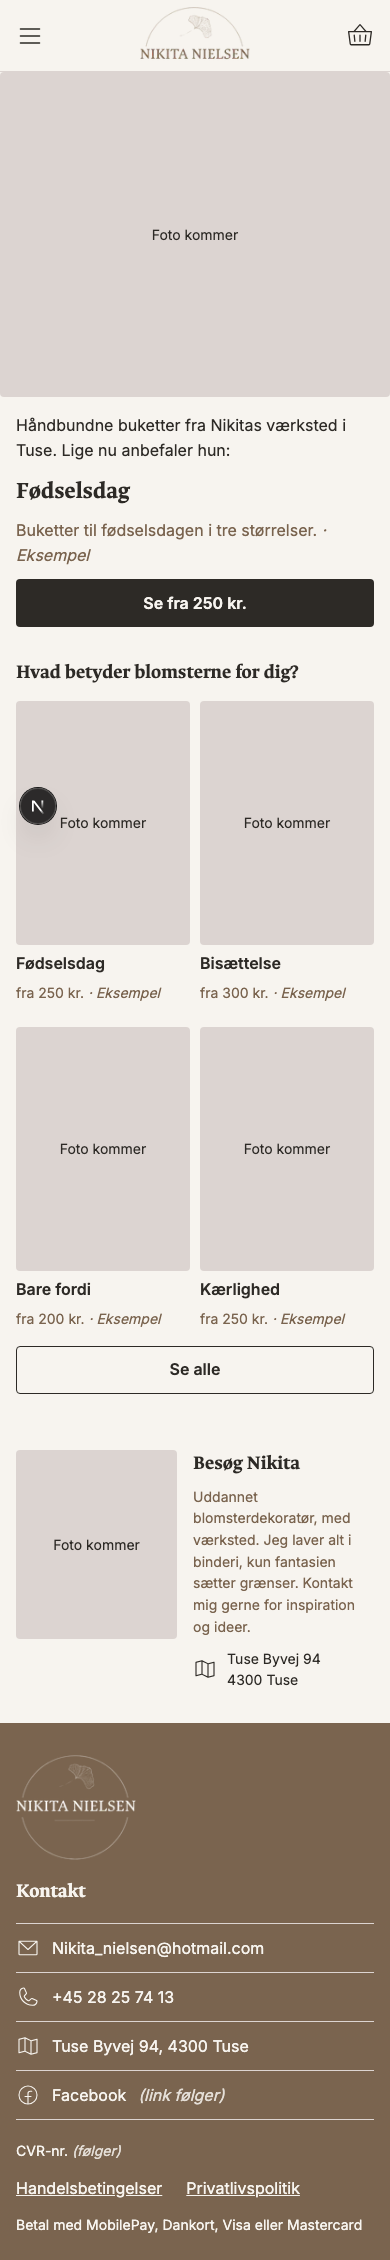 NIKITA NIELSEN
Foto kommer
Håndbundne buketter fra Nikitas værksted i
Tuse. Lige nu anbefaler hun:
Fødselsdag
Buketter til fødselsdagen i tre størrelser. ·
Eksempel
Se fra 250 kr.
Hvad betyder blomsterne for dig?
Foto kommer
Foto kommer
N
Fødselsdag
fra 250 kr. · Eksempel
Bisættelse
fra 300 kr. · Eksempel
Foto kommer
Foto kommer
Bare fordi
fra 200 kr. · Eksempel
Kærlighed
fra 250 kr. · Eksempel
Se alle
Foto kommer
Besøg Nikita
Uddannet
blomsterdekoratør, med
værksted. Jeg laver alt i
binderi, kun fantasien
sætter grænser. Kontakt
mig gerne for inspiration
og ideer.
Tuse Byvej 94
4300 Tuse
NIKITA NIELSEN
Kontakt
Nikita_nielsen@hotmail.com
+45 28 25 74 13
Tuse Byvej 94, 4300 Tuse
Facebook (link følger)
CVR-nr. (følger)
Handelsbetingelser Privatlivspolitik
Betal med MobilePay, Dankort, Visa eller Mastercard